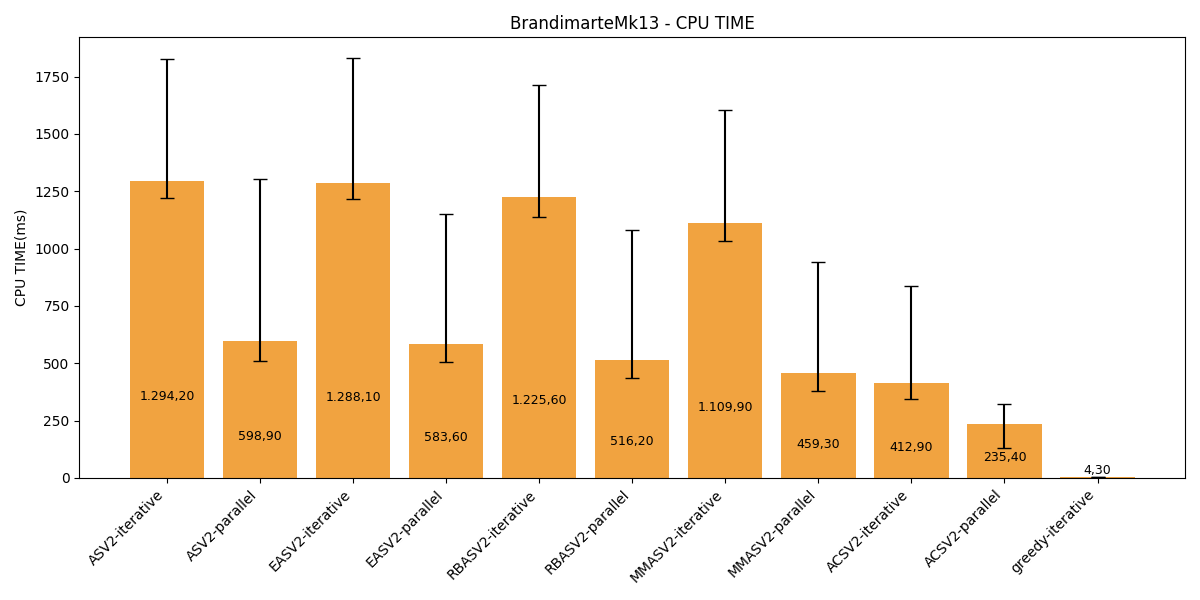 BrandimarteMk13 - CPU TIME
CPU TIME(ms)
1750
1500
1250
1000
750
500
250
0
1.294,20
598,90
1.288,10
583,60
1.225,60
516,20
1.109,90
459,30
412,90
235,40
4,30
ASV2-iterative
ASV2-parallel
EASV2-iterative
EASV2-parallel
RBASV2-iterative
RBASV2-parallel
MMASV2-iterative
MMASV2-parallel
ACSV2-iterative
ACSV2-parallel
greedy-iterative